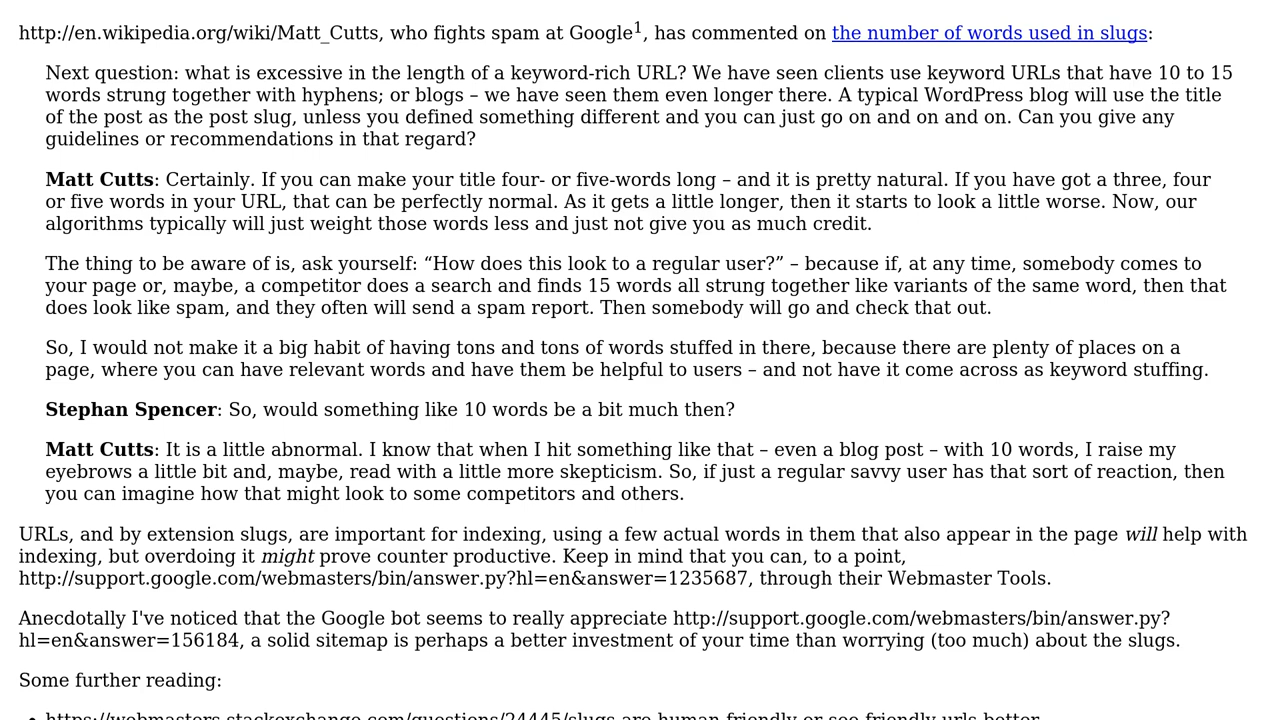 http://en.wikipedia.org/wiki/Matt_Cutts, who fights spam at Google1, has commented on the number of words used in slugs:
Next question: what is excessive in the length of a keyword-rich URL? We have seen clients use keyword URLs that have 10 to 15
words strung together with hyphens; or blogs – we have seen them even longer there. A typical WordPress blog will use the title
of the post as the post slug, unless you defined something different and you can just go on and on and on. Can you give any
guidelines or recommendations in that regard?
Matt Cutts: Certainly. If you can make your title four- or five-words long – and it is pretty natural. If you have got a three, four
or five words in your URL, that can be perfectly normal. As it gets a little longer, then it starts to look a little worse. Now, our
algorithms typically will just weight those words less and just not give you as much credit.
The thing to be aware of is, ask yourself: “How does this look to a regular user?” – because if, at any time, somebody comes to
your page or, maybe, a competitor does a search and finds 15 words all strung together like variants of the same word, then that
does look like spam, and they often will send a spam report. Then somebody will go and check that out.
So, I would not make it a big habit of having tons and tons of words stuffed in there, because there are plenty of places on a
page, where you can have relevant words and have them be helpful to users – and not have it come across as keyword stuffing.
Stephan Spencer: So, would something like 10 words be a bit much then?
Matt Cutts: It is a little abnormal. I know that when I hit something like that – even a blog post – with 10 words, I raise my
eyebrows a little bit and, maybe, read with a little more skepticism. So, if just a regular savvy user has that sort of reaction, then
you can imagine how that might look to some competitors and others.
URLs, and by extension slugs, are important for indexing, using a few actual words in them that also appear in the page will help with
indexing, but overdoing it might prove counter productive. Keep in mind that you can, to a point,
http://support.google.com/webmasters/bin/answer.py?hl=en&answer=1235687, through their Webmaster Tools.
Anecdotally I've noticed that the Google bot seems to really appreciate http://support.google.com/webmasters/bin/answer.py?
hl=en&answer=156184, a solid sitemap is perhaps a better investment of your time than worrying (too much) about the slugs.
Some further reading:
• https://webmasters.stackexchange.com/questions/24445/slugs-are-human-friendly-or-seo-friendly-urls-better